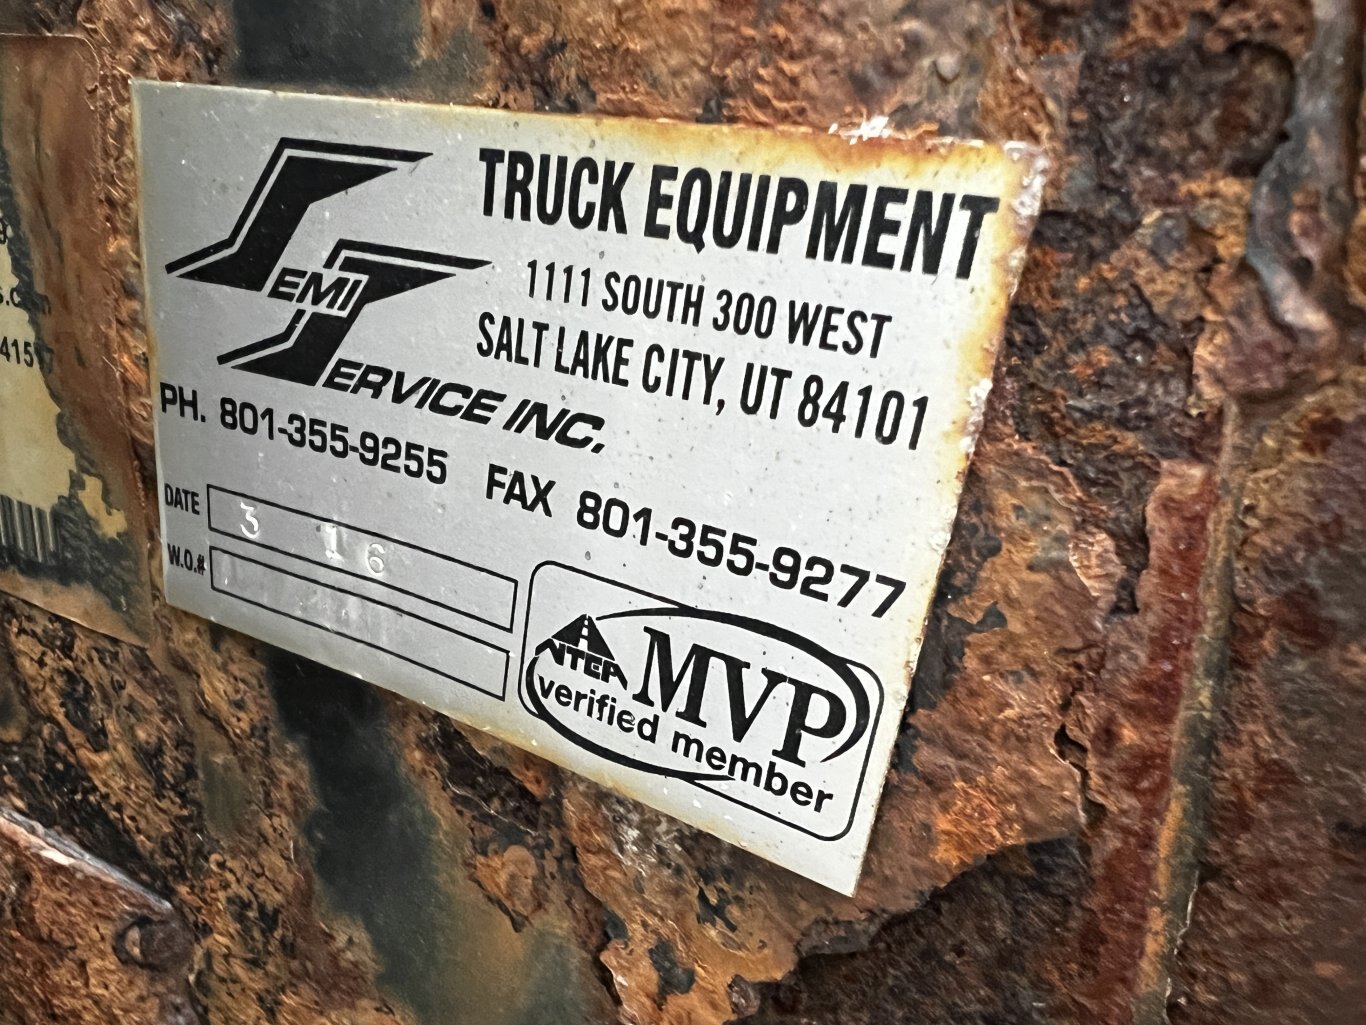 TRUCK EQUIPMENT
1111 SOUTH 300 WEST
SALT LAKE CITY, UT 84101
SEMI
SERVICE INC.
PH. 801-355-9255 FAX 801-355-9277
DATE 3 16
W.O.#
NTEA MVP
verified member